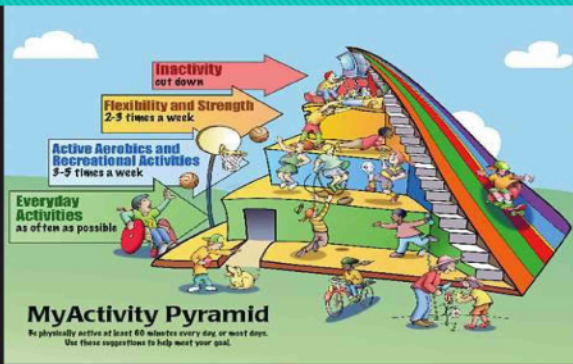 Inactivity
cut down
Flexibility and Strength
2-3 times a week
Active Aerobics and
Recreational Activities
3-5 times a week
Everyday
Activities
as often as possible
MyActivity Pyramid
Be physically active at least 60 minutes every day, or most days.
Use these suggestions to help meet your goal.